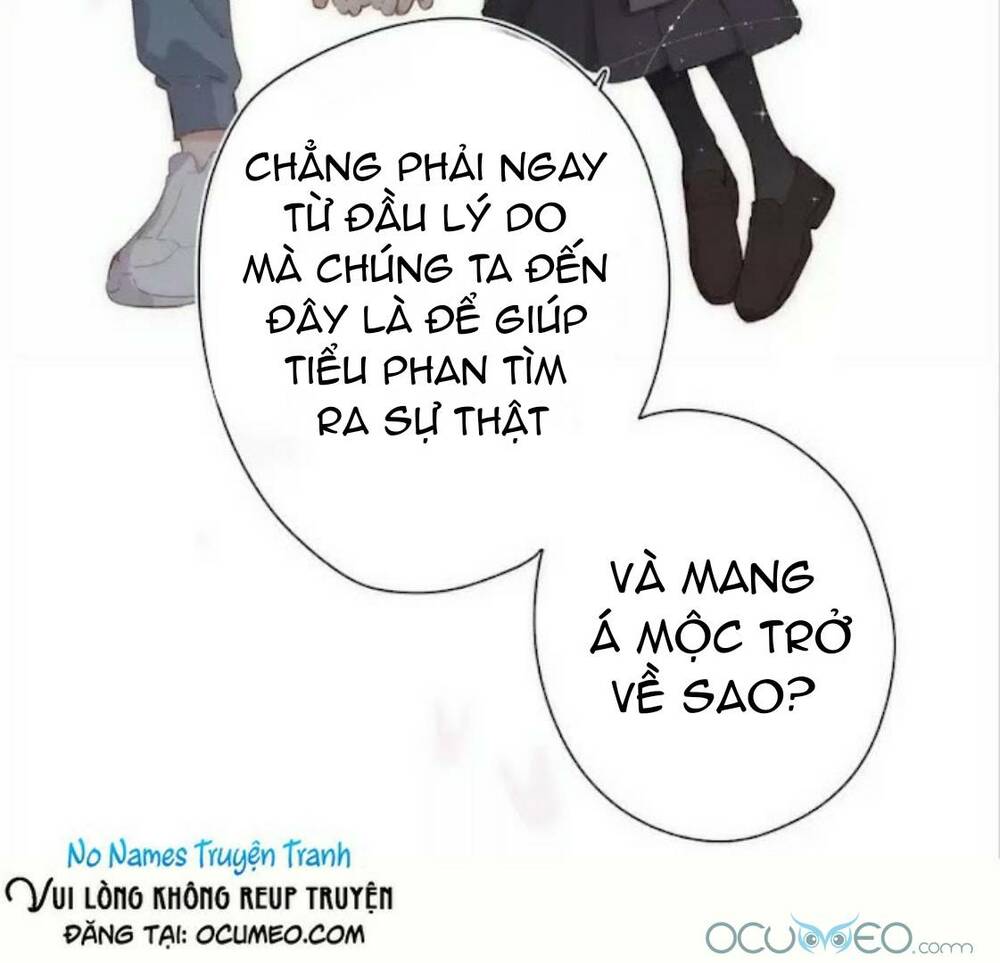 CHẲNG PHẢI NGAY
TỪ ĐẦU LÝ DO
MÀ CHÚNG TA ĐẾN
ĐÂY LÀ ĐỂ GIÚP
TIỂU PHAN TÌM
RA SỰ THẬT
VÀ MANG
Á MỘC TRỞ
VỀ SAO?
No Names Truyện Tranh
VUI LÒNG KHÔNG REUP TRUYỆN
ĐĂNG TẠI: OCUMEO.COM
OCUMEO.com